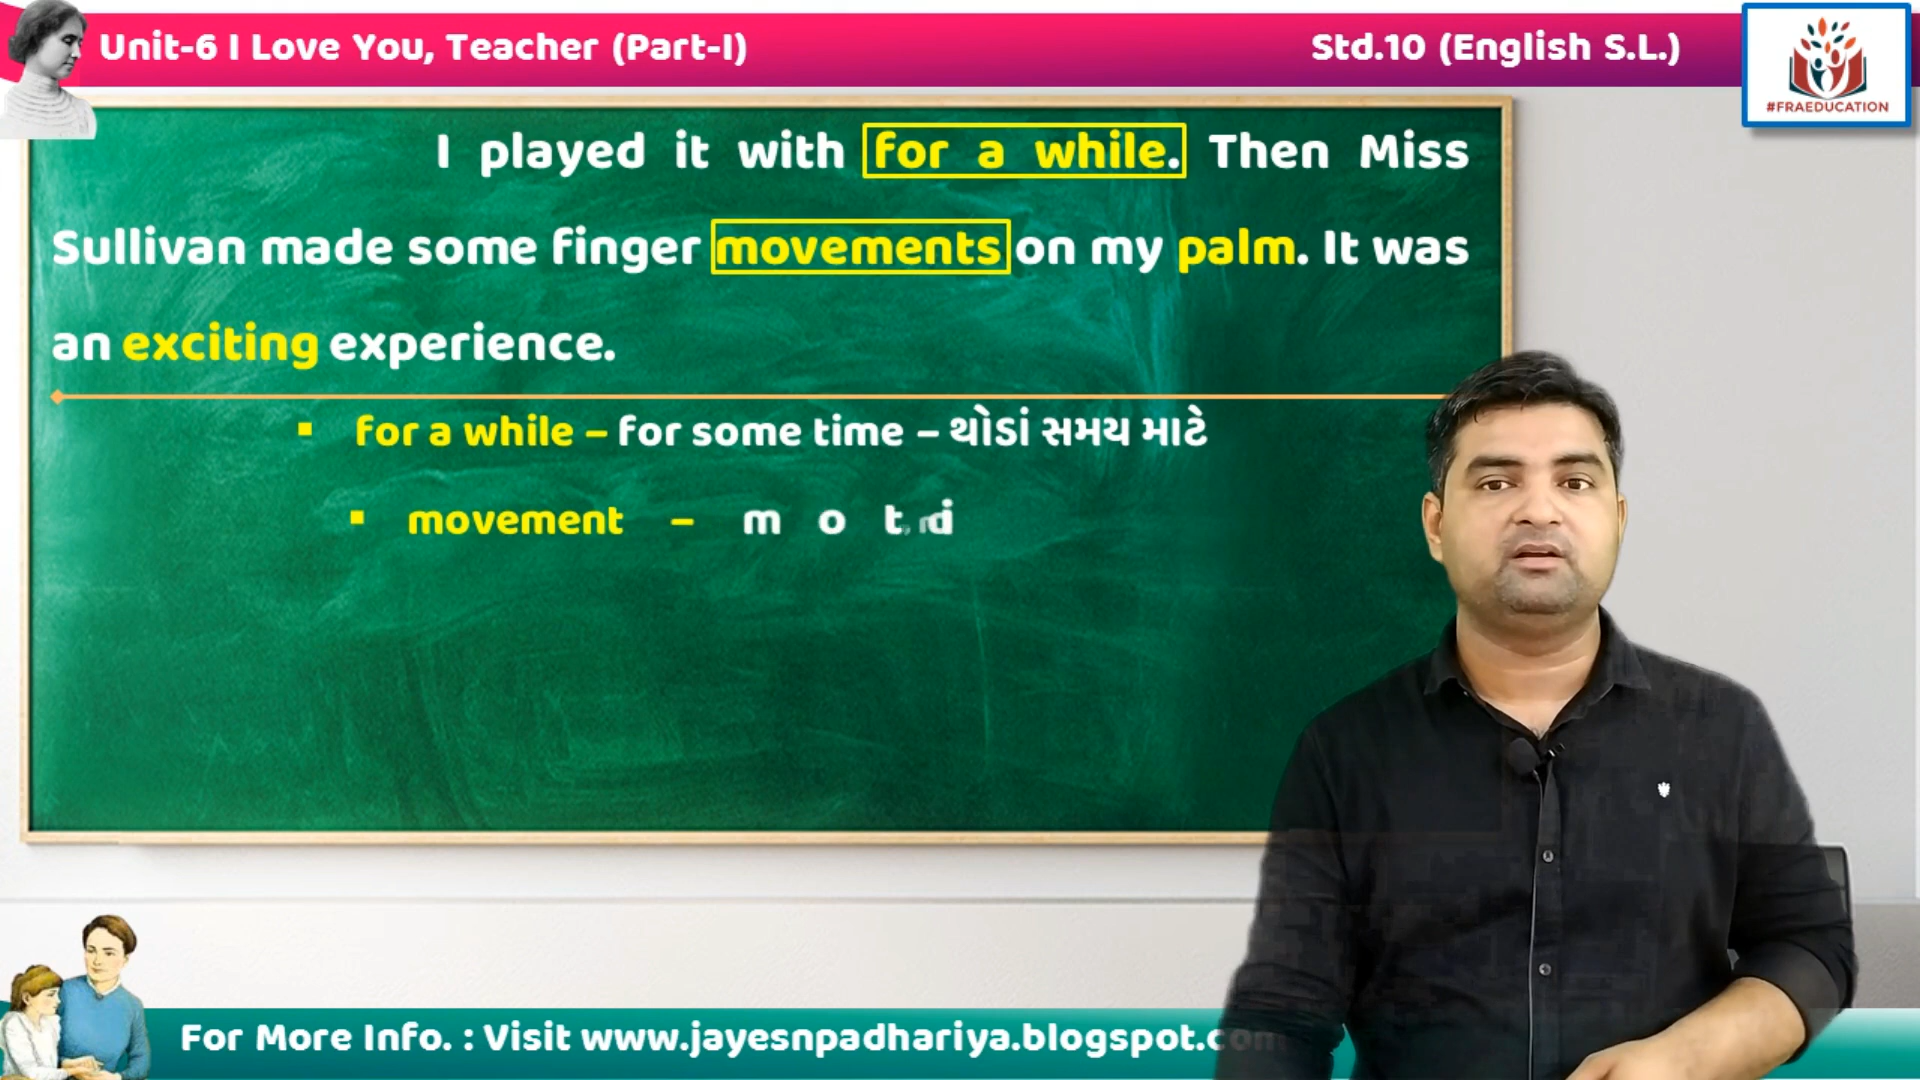 Unit-6 I Love You, Teacher (Part-I)
Std.10 (English S.L.)
#FRAEDUCATION
I played it with for a while. Then Miss
Sullivan made some finger movements on my palm. It was
an exciting experience.
▪ for a while – for some time – થોડાં સમય માટે
▪ movement – m o t
For More Info. : Visit www.jayesnpadhariya.blogspot.com